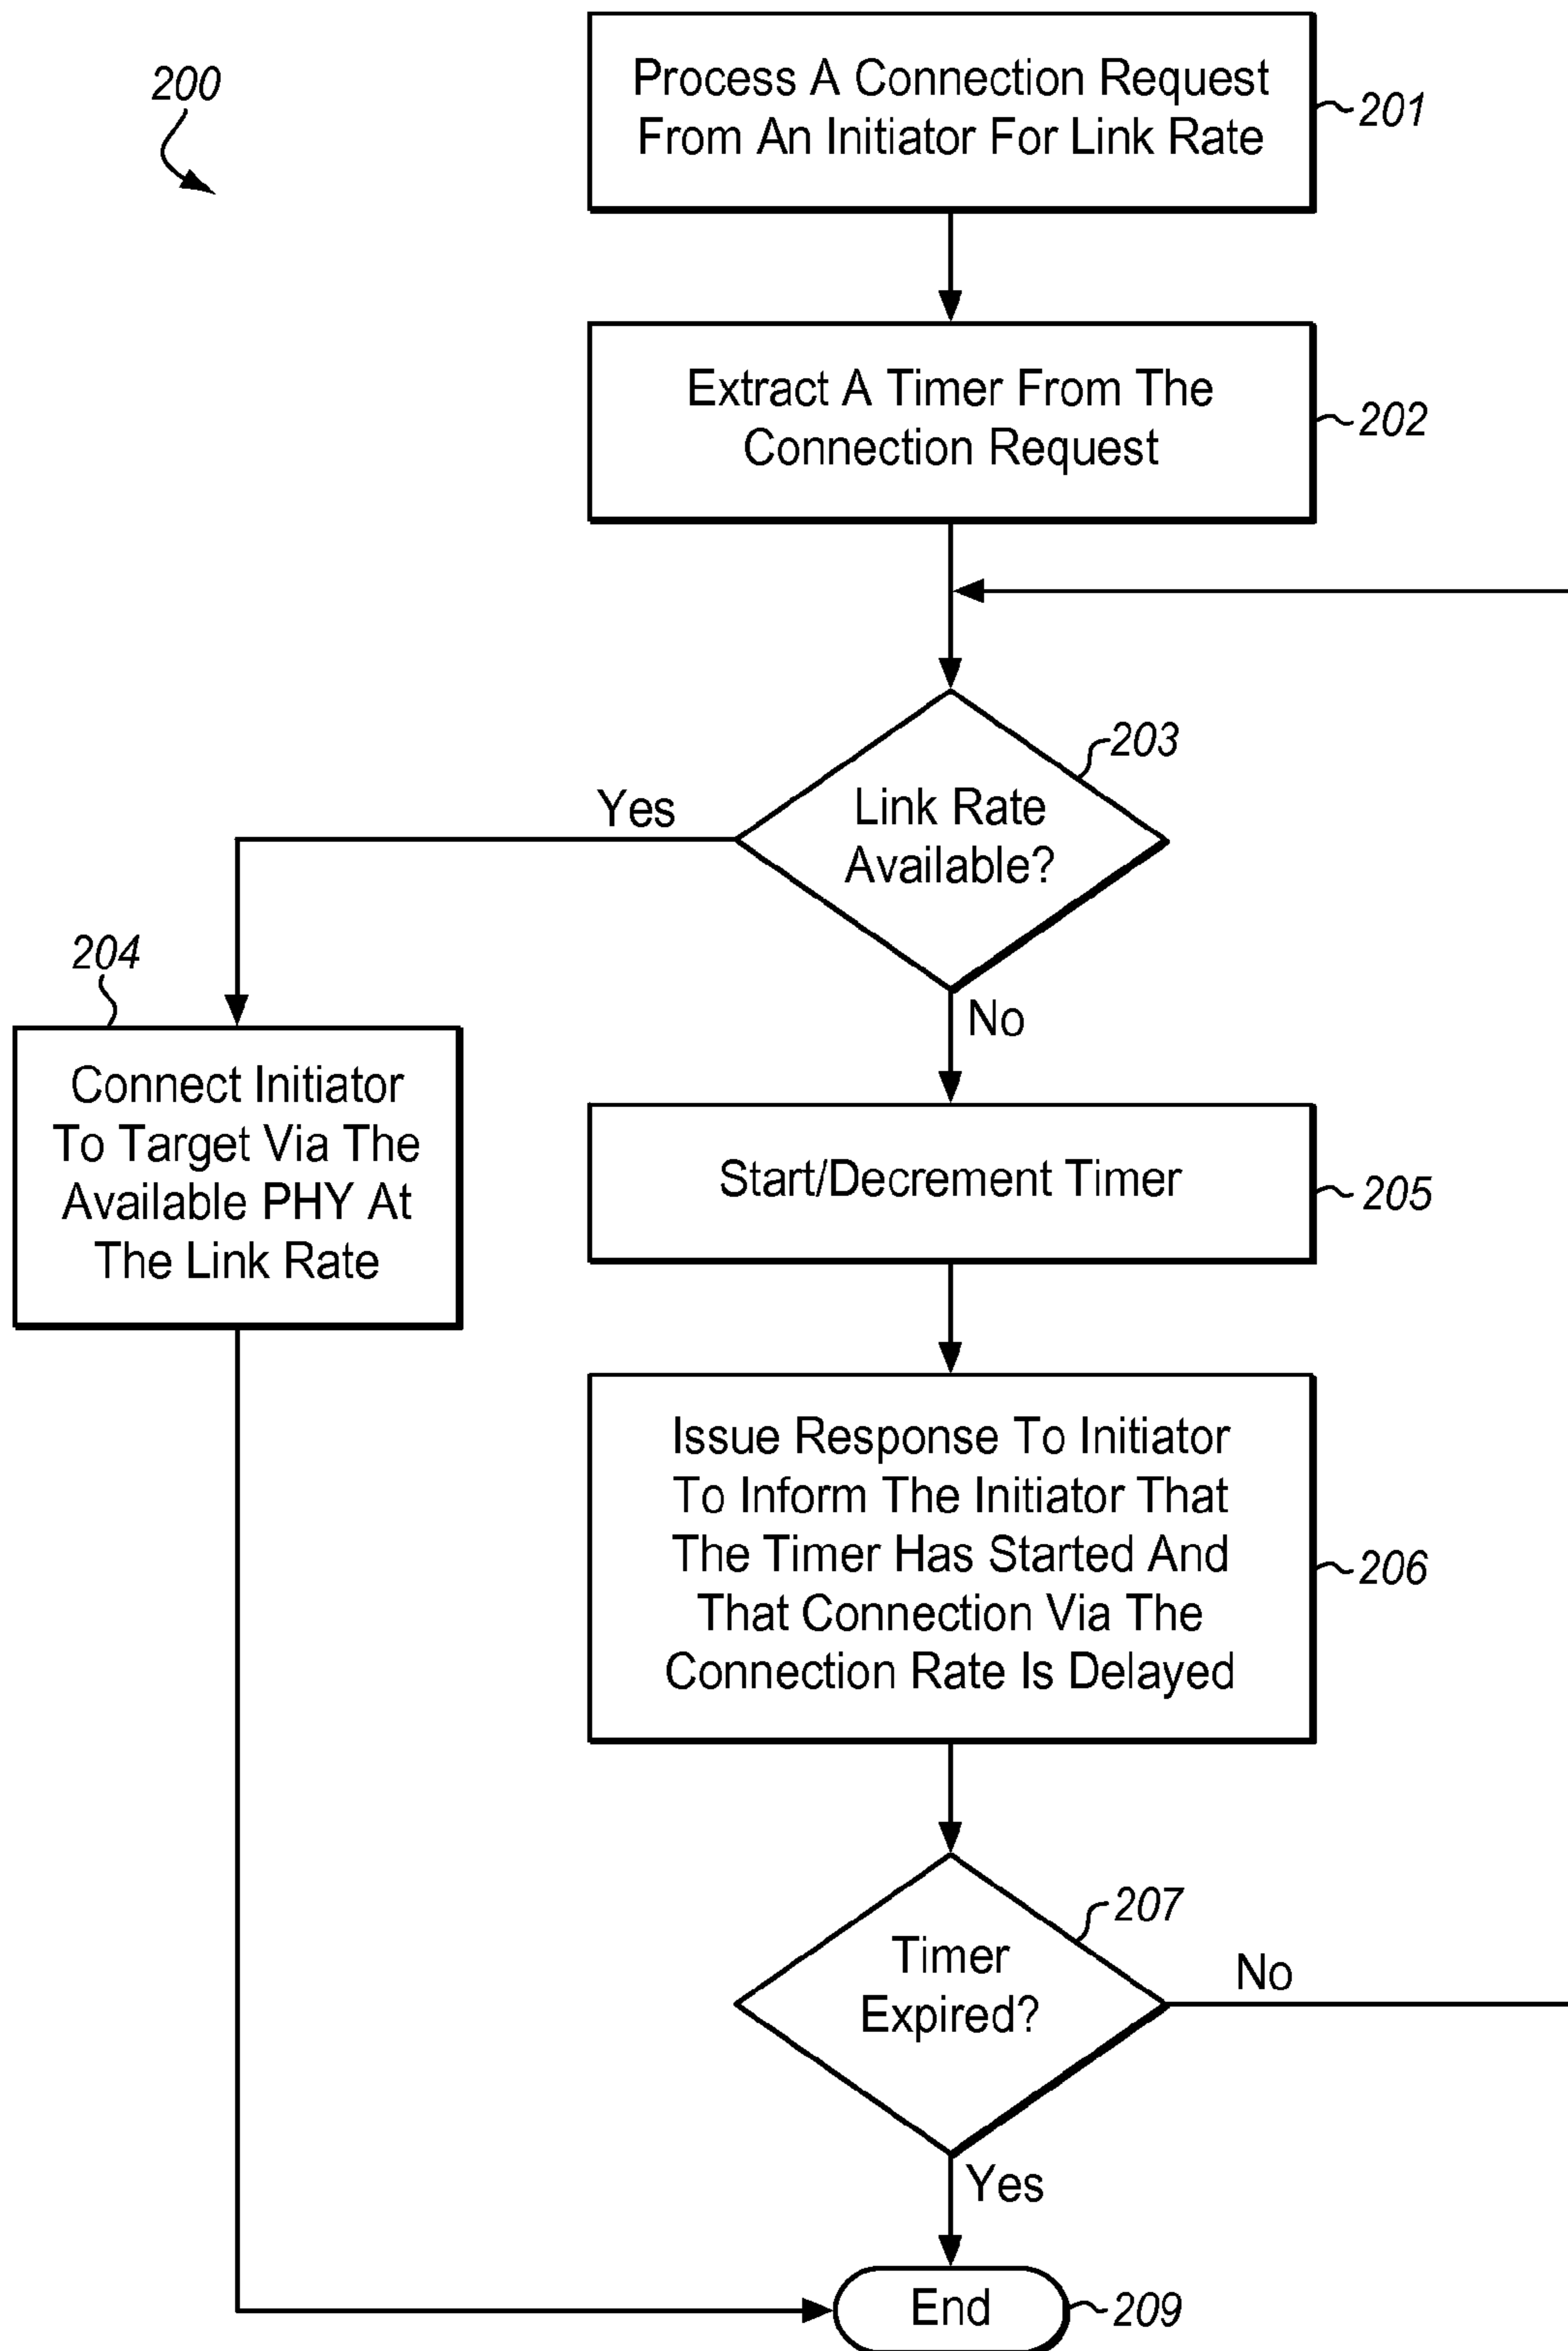 200
Process A Connection Request
From An Initiator For Link Rate
201
Extract A Timer From The
Connection Request
202
203
Link Rate
Available?
Yes
No
204
Connect Initiator
To Target Via The
Available PHY At
The Link Rate
Start/Decrement Timer
205
Issue Response To Initiator
To Inform The Initiator That
The Timer Has Started And
That Connection Via The
Connection Rate Is Delayed
206
207
Timer
Expired?
No
Yes
End
209